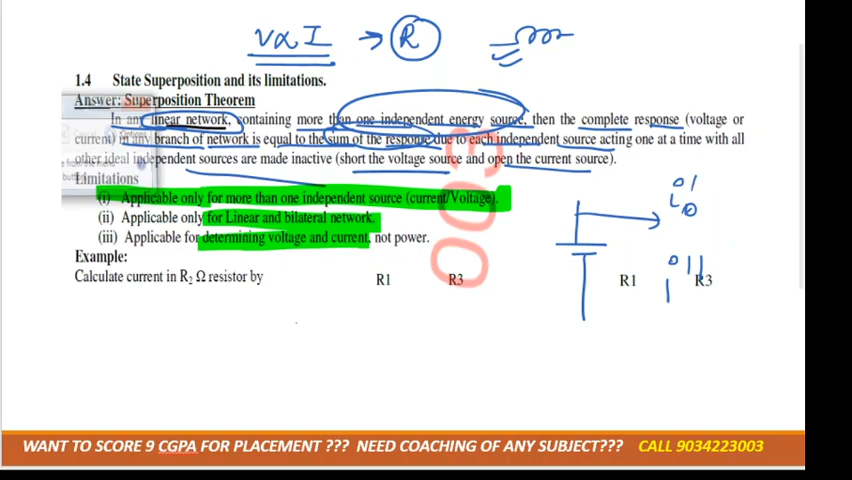 V∝I → R
1.4 State Superposition and its limitations.
Answer: Superposition Theorem
In any linear network, containing more than one independent energy source, then the complete response (voltage or
current) in any branch of network is equal to the sum of the response due to each independent source acting one at a time with all
other ideal independent sources are made inactive (short the voltage source and open the current source).
Limitations
(i) Applicable only for more than one independent source (current/Voltage).
(ii) Applicable only for Linear and bilateral network.
(iii) Applicable for determining voltage and current, not power.
Example:
Calculate current in R2 Ω resistor by R1 R3 R1 R3
WANT TO SCORE 9 CGPA FOR PLACEMENT ??? NEED COACHING OF ANY SUBJECT??? CALL 9034223003